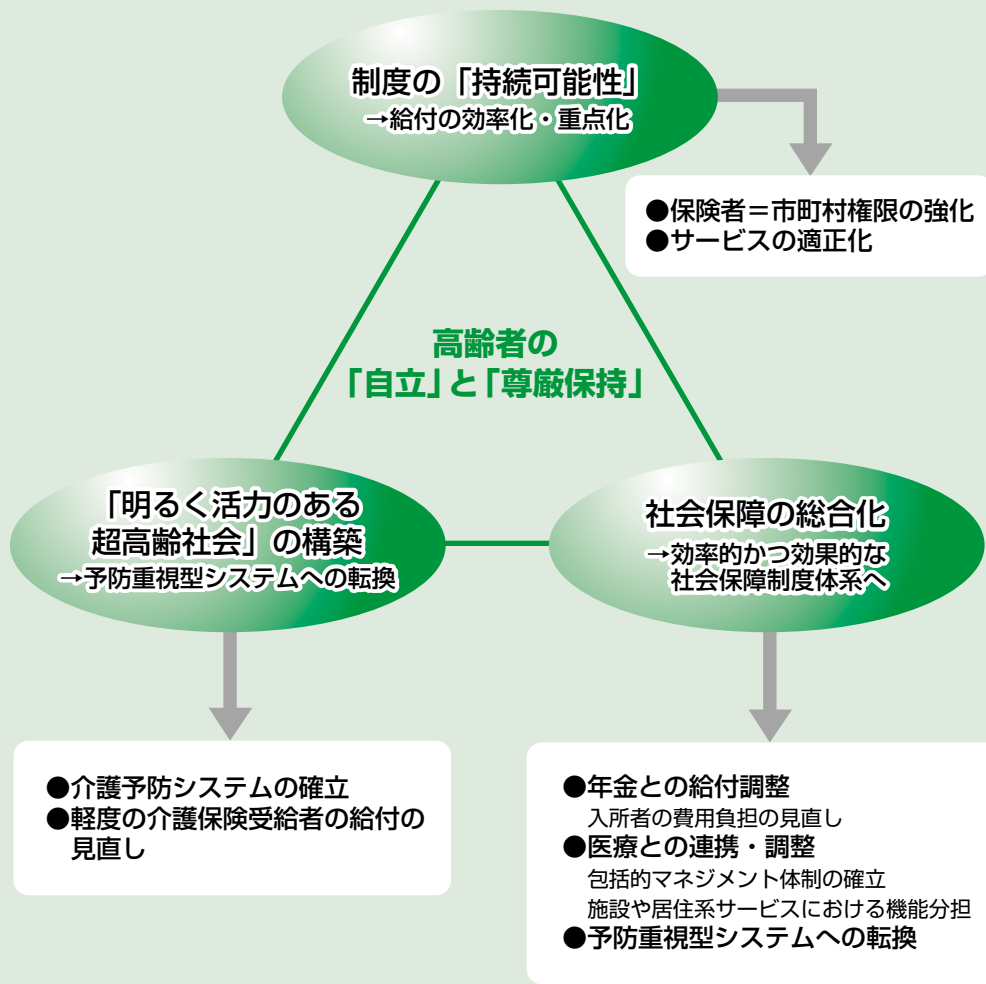 制度の「持続可能性」
→給付の効率化・重点化
●保険者＝市町村権限の強化
●サービスの適正化
高齢者の
「自立」と「尊厳保持」
「明るく活力のある
超高齢社会」の構築
→予防重視型システムへの転換
社会保障の総合化
→効率的かつ効果的な
社会保障制度体系へ
●介護予防システムの確立
●軽度の介護保険受給者の給付の
見直し
●年金との給付調整
入所者の費用負担の見直し
●医療との連携・調整
包括的マネジメント体制の確立
施設や居住系サービスにおける機能分担
●予防重視型システムへの転換